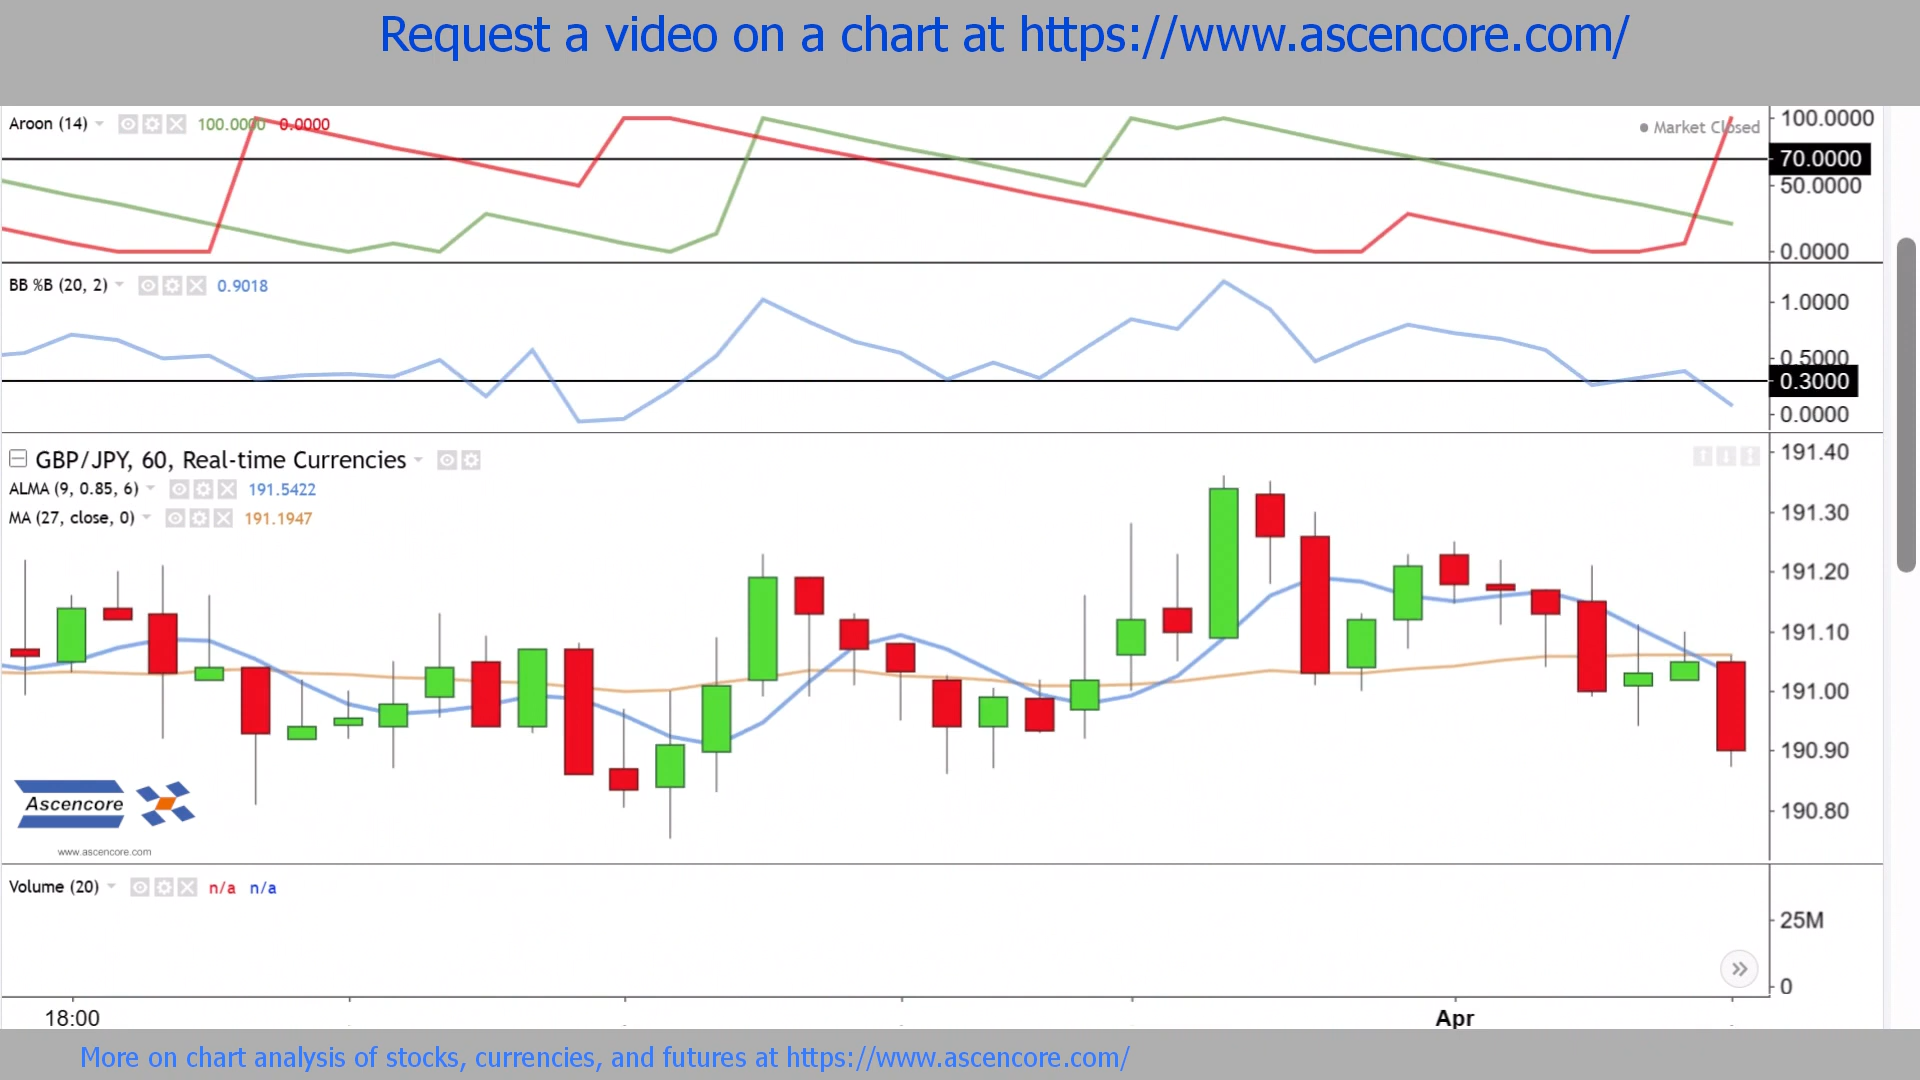 Request a video on a chart at https://www.ascencore.com/
Aroon (14) 100.0000 0.0000
Market Closed
100.0000
70.0000
50.0000
0.0000
BB %B (20, 2) 0.9018
1.0000
0.5000
0.3000
0.0000
GBP/JPY, 60, Real-time Currencies
ALMA (9, 0.85, 6) 191.5422
MA (27, close, 0) 191.1947
191.40
191.30
191.20
191.10
191.00
190.90
190.80
Ascencore
www.ascencore.com
Volume (20) n/a n/a
25M
0
18:00 Apr
More on chart analysis of stocks, currencies, and futures at https://www.ascencore.com/